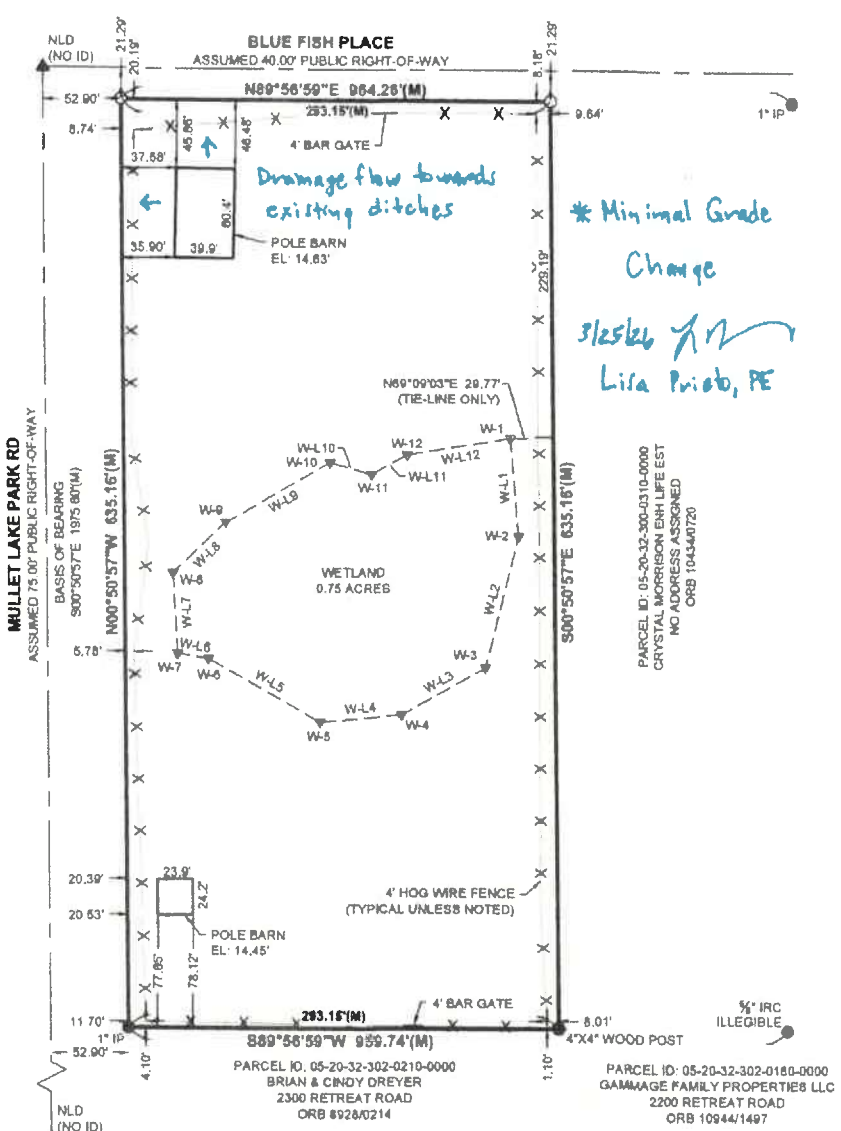 NLD
(NO ID)
21.29'
20.19'
BLUE FISH PLACE
ASSUMED 40.00' PUBLIC RIGHT-OF-WAY
8.18'
21.29'
52.90'
N89°56'59"E 964.26'(M)
293.15'(M)
8.74'
4' BAR GATE
9.64'
1" IP
45.86'
46.48'
37.58'
Drainage flow towards
existing ditches
60.4'
35.90'
39.9'
POLE BARN
EL: 14.63'
* Minimal Grade
Change
229.19'
3/25/26
Lisa Prieto, PE
N69°09'03"E 29.77'
(TIE-LINE ONLY)
W-1
W-12
W-L12
W-L10
W-10
W-L11
W-11
W-L1
W-L9
W-9
W-2
W-L8
W-8
WETLAND
0.75 ACRES
W-L2
W-L7
W-L6
W-7
W-6
W-3
W-L5
W-L3
W-L4
W-4
W-5
MULLET LAKE PARK RD
ASSUMED 75.00' PUBLIC RIGHT-OF-WAY
BASIS OF BEARING
S00°50'57"E 1975.80'(M)
N00°50'57"W 635.16'(M)
S00°50'57"E 635.16'(M)
PARCEL ID: 05-20-32-300-0310-0000
CRYSTAL MORRISON ENH LIFE EST
NO ADDRESS ASSIGNED
ORB 10434/0720
5.78'
20.39'
23.9'
24.2'
20.53'
POLE BARN
EL: 14.45'
77.85'
78.12'
4' HOG WIRE FENCE
(TYPICAL UNLESS NOTED)
11.70'
293.15'(M)
4' BAR GATE
8.01'
5/8" IRC
ILLEGIBLE
1" IP
S89°56'59"W 959.74'(M)
4"X4" WOOD POST
52.90'
4.10'
1.10'
PARCEL ID: 05-20-32-302-0210-0000
BRIAN & CINDY DREYER
2300 RETREAT ROAD
ORB 8928/0214
PARCEL ID: 05-20-32-302-0180-0000
GAMMAGE FAMILY PROPERTIES LLC
2200 RETREAT ROAD
ORB 10944/1497
NLD
(NO ID)